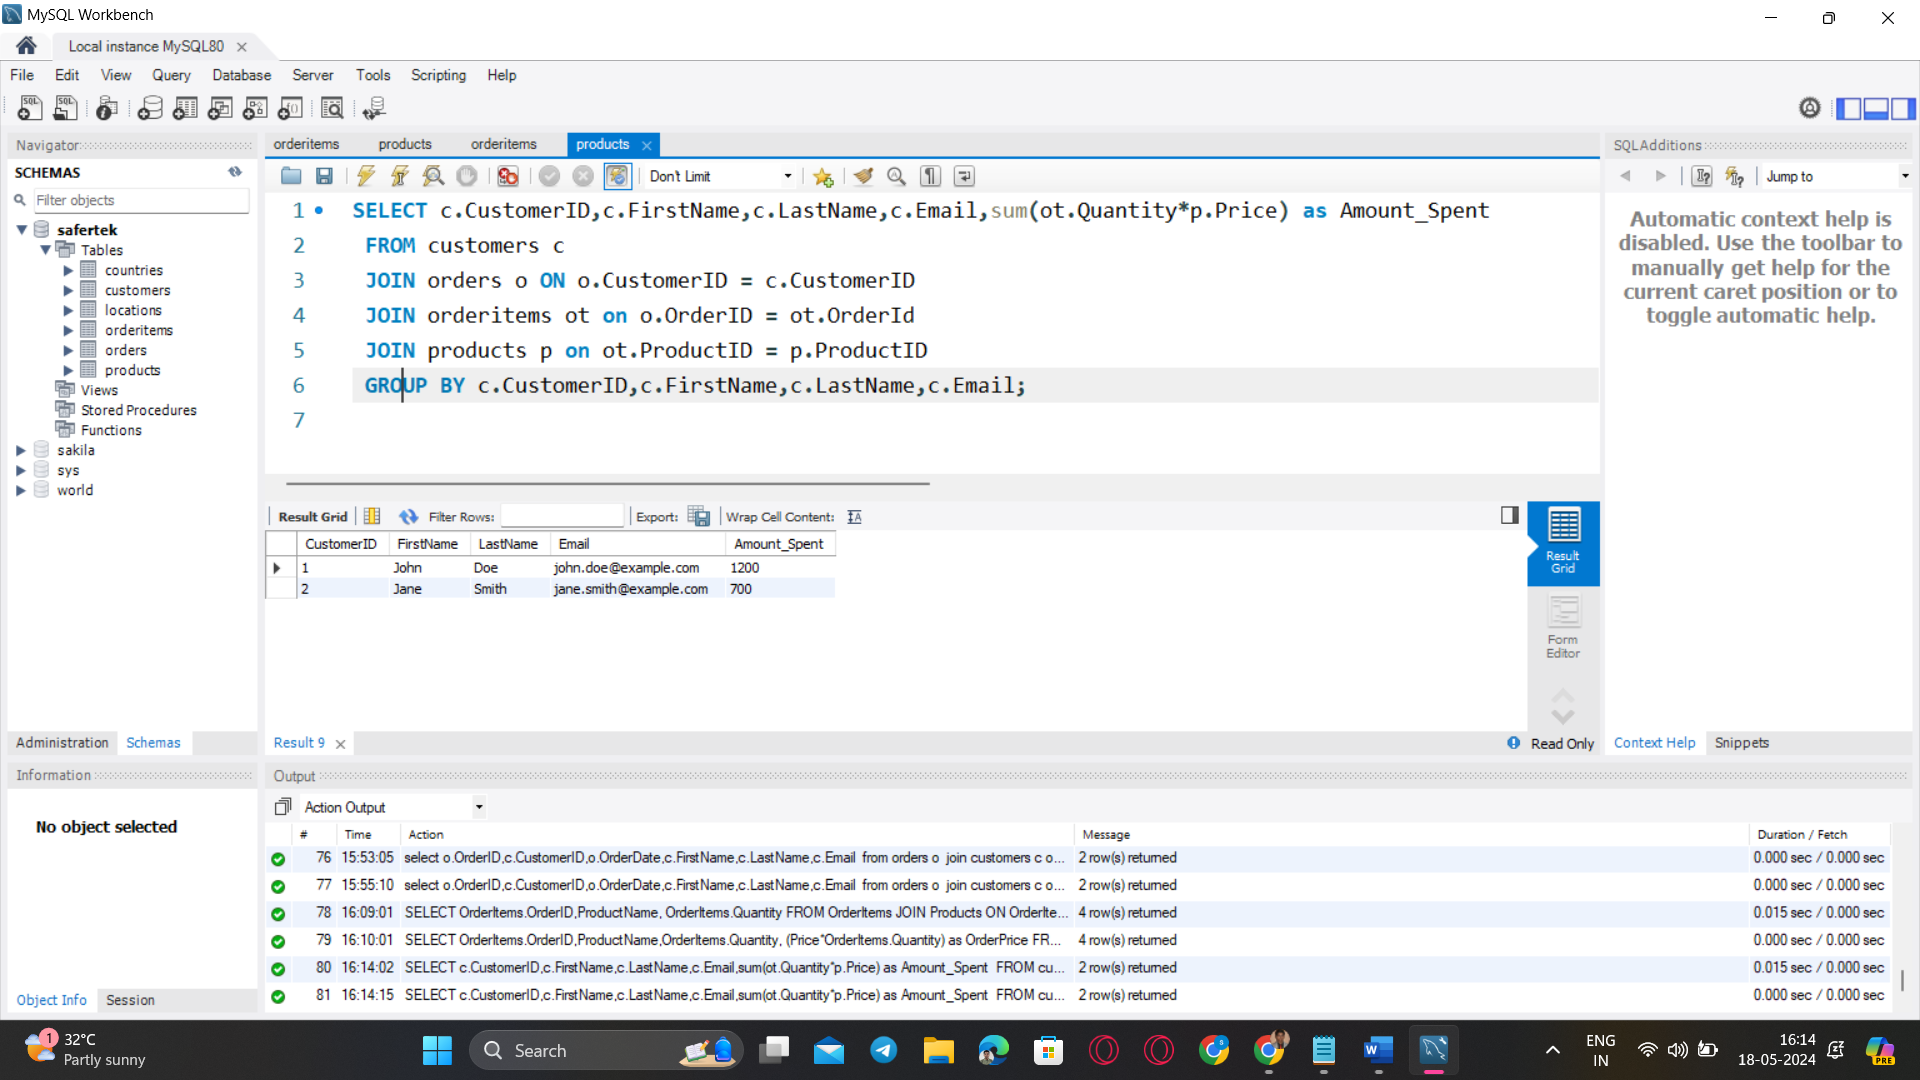 MySQL Workbench
Local instance MySQL80
File Edit View Query Database Server Tools Scripting Help
Navigator
SCHEMAS
Filter objects
safertek
Tables
countries
customers
locations
orderitems
orders
products
Views
Stored Procedures
Functions
sakila
sys
world
Administration Schemas
Information
No object selected
Object Info Session
orderitems products orderitems products
Don't Limit
1 SELECT c.CustomerID,c.FirstName,c.LastName,c.Email,sum(ot.Quantity*p.Price) as Amount_Spent
2 FROM customers c
3 JOIN orders o ON o.CustomerID = c.CustomerID
4 JOIN orderitems ot on o.OrderID = ot.OrderId
5 JOIN products p on ot.ProductID = p.ProductID
6 GROUP BY c.CustomerID,c.FirstName,c.LastName,c.Email;
7
Result Grid Filter Rows: Export: Wrap Cell Content:
CustomerID FirstName LastName Email Amount_Spent
1 John Doe john.doe@example.com 1200
2 Jane Smith jane.smith@example.com 700
Result Grid
Form Editor
Result 9
Read Only
SQLAdditions
Jump to
Automatic context help is
disabled. Use the toolbar to
manually get help for the
current caret position or to
toggle automatic help.
Context Help Snippets
Output
Action Output
# Time Action Message Duration / Fetch
76 15:53:05 select o.OrderID,c.CustomerID,o.OrderDate,c.FirstName,c.LastName,c.Email from orders o join customers c o... 2 row(s) returned 0.000 sec / 0.000 sec
77 15:55:10 select o.OrderID,c.CustomerID,o.OrderDate,c.FirstName,c.LastName,c.Email from orders o join customers c o... 2 row(s) returned 0.000 sec / 0.000 sec
78 16:09:01 SELECT OrderItems.OrderID,ProductName, OrderItems.Quantity FROM OrderItems JOIN Products ON OrderIte... 4 row(s) returned 0.015 sec / 0.000 sec
79 16:10:01 SELECT OrderItems.OrderID,ProductName,OrderItems.Quantity, (Price*OrderItems.Quantity) as OrderPrice FR... 4 row(s) returned 0.000 sec / 0.000 sec
80 16:14:02 SELECT c.CustomerID,c.FirstName,c.LastName,c.Email,sum(ot.Quantity*p.Price) as Amount_Spent FROM cu... 2 row(s) returned 0.015 sec / 0.000 sec
81 16:14:15 SELECT c.CustomerID,c.FirstName,c.LastName,c.Email,sum(ot.Quantity*p.Price) as Amount_Spent FROM cu... 2 row(s) returned 0.000 sec / 0.000 sec
1
32°C
Partly sunny
Search
ENG
IN
16:14
18-05-2024
PRE